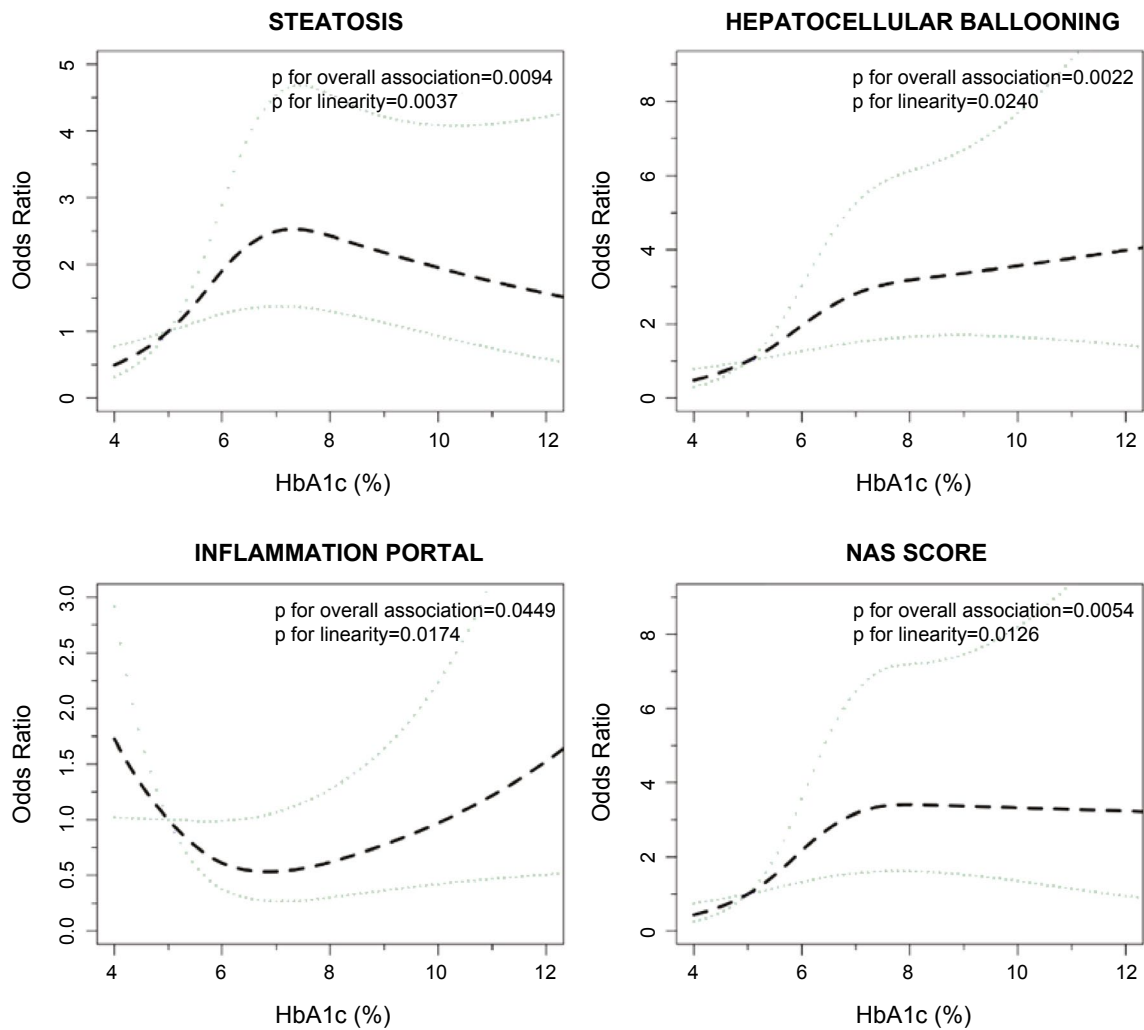 STEATOSIS
p for overall association=0.0094
p for linearity=0.0037
Odds Ratio
5
4
3
2
1
0
4 6 8 10 12
HbA1c (%)
HEPATOCELLULAR BALLOONING
p for overall association=0.0022
p for linearity=0.0240
Odds Ratio
8
6
4
2
0
4 6 8 10 12
HbA1c (%)
INFLAMMATION PORTAL
p for overall association=0.0449
p for linearity=0.0174
Odds Ratio
3.0
2.5
2.0
1.5
1.0
0.5
0.0
4 6 8 10 12
HbA1c (%)
NAS SCORE
p for overall association=0.0054
p for linearity=0.0126
Odds Ratio
8
6
4
2
0
4 6 8 10 12
HbA1c (%)